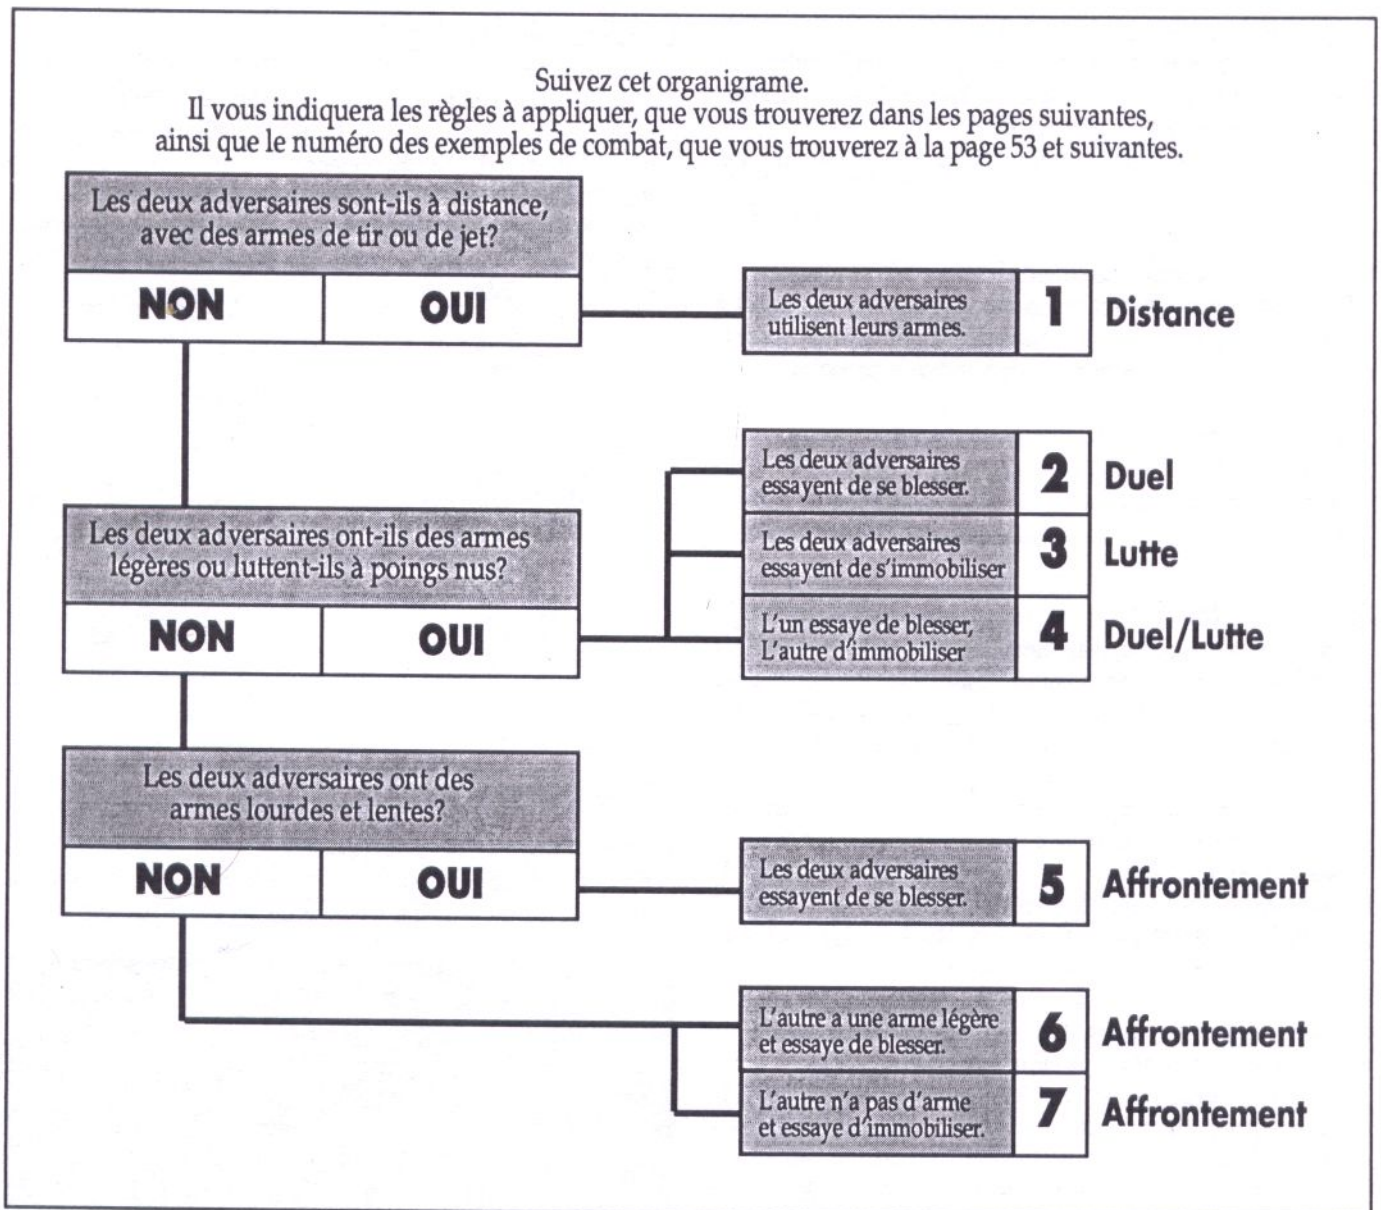 Suivez cet organigrame.
Il vous indiquera les règles à appliquer, que vous trouverez dans les pages suivantes,
ainsi que le numéro des exemples de combat, que vous trouverez à la page 53 et suivantes.
Les deux adversaires sont-ils à distance,
avec des armes de tir ou de jet?
NON
OUI
Les deux adversaires
utilisent leurs armes.
1
Distance
Les deux adversaires ont-ils des armes
légères ou luttent-ils à poings nus?
NON
OUI
Les deux adversaires
essayent de se blesser.
2
Duel
Les deux adversaires
essayent de s'immobiliser
3
Lutte
L'un essaye de blesser,
L'autre d'immobiliser
4
Duel/Lutte
Les deux adversaires ont des
armes lourdes et lentes?
NON
OUI
Les deux adversaires
essayent de se blesser.
5
Affrontement
L'autre a une arme légère
et essaye de blesser.
6
Affrontement
L'autre n'a pas d'arme
et essaye d'immobiliser.
7
Affrontement